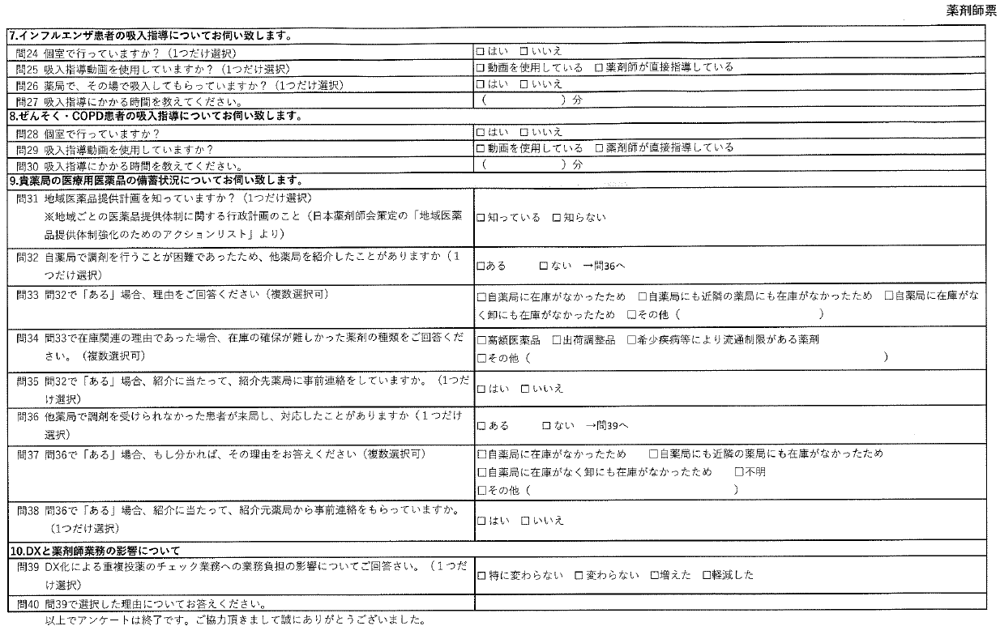 薬剤師票
7.インフルエンザ患者の吸入指導についてお伺い致します。
問24 個室で行っていますか？（1つだけ選択） □はい □いいえ
問25 吸入指導動画を使用していますか？（1つだけ選択） □動画を使用している □薬剤師が直接指導している
問26 薬局で、その場で吸入してもらっていますか？（1つだけ選択） □はい □いいえ
問27 吸入指導にかかる時間を教えてください。 （ ）分
8.ぜんそく・COPD患者の吸入指導についてお伺い致します。
問28 個室で行っていますか？ □はい □いいえ
問29 吸入指導動画を使用していますか？ □動画を使用している □薬剤師が直接指導している
問30 吸入指導にかかる時間を教えてください。 （ ）分
9.貴薬局の医療用医薬品の備蓄状況についてお伺い致します。
問31 地域医薬品提供計画を知っていますか？（1つだけ選択）
※地域ごとの医薬品提供体制に関する行政計画のこと（日本薬剤師会策定の「地域医薬
品提供体制強化のためのアクションリスト」より）
□知っている □知らない
問32 自薬局で調剤を行うことが困難であったため、他薬局を紹介したことがありますか（１
つだけ選択）
□ある □ない →問36へ
問33 問32で「ある」場合、理由をご回答ください（複数選択可）
□自薬局に在庫がなかったため □自薬局にも近隣の薬局にも在庫がなかったため □自薬局に在庫がな
く卸にも在庫がなかったため □その他（ ）
問34 問33で在庫関連の理由であった場合、在庫の確保が難しかった薬剤の種類をご回答くだ
さい。（複数選択可）
□高額医薬品 □出荷調整品 □希少疾病等により流通制限がある薬剤
□その他（ ）
問35 問32で「ある」場合、紹介に当たって、紹介先薬局に事前連絡をしていますか。（1つだ
け選択）
□はい □いいえ
問36 他薬局で調剤を受けられなかった患者が来局し、対応したことがありますか（１つだけ
選択）
□ある □ない →問39へ
問37 問36で「ある」場合、もし分かれば、その理由をお答えください（複数選択可）
□自薬局に在庫がなかったため □自薬局にも近隣の薬局にも在庫がなかったため
□自薬局に在庫がなく卸にも在庫がなかったため □不明
□その他（ ）
問38 問36で「ある」場合、紹介に当たって、紹介元薬局から事前連絡をもらっていますか。
（1つだけ選択）
□はい □いいえ
10.DXと薬剤師業務の影響について
問39 DX化による重複投薬のチェック業務への業務負担の影響についてご回答さい。（１つだ
け選択）
□特に変わらない □変わらない □増えた □軽減した
問40 問39で選択した理由についてお答えください。
以上でアンケートは終了です。ご協力頂きまして誠にありがとうございました。